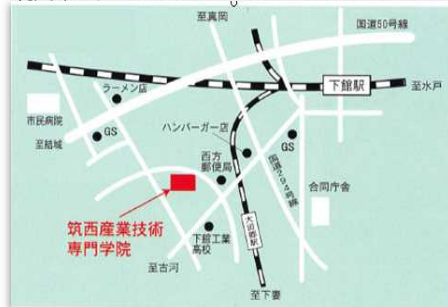 至真岡
国道50号線
ラーメン店
下館駅
至水戸
市民病院
GS
至結城
ハンバーガー店
GS
西方
郵便局
国道294号線
合同庁舎
筑西産業技術
専門学院
下館工業
高校
大田郷駅
至古河
至下妻